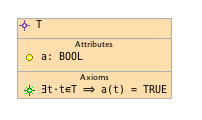 T
Attributes
a: BOOL
Axioms
∃t·t∈T ⇒ a(t) = TRUE